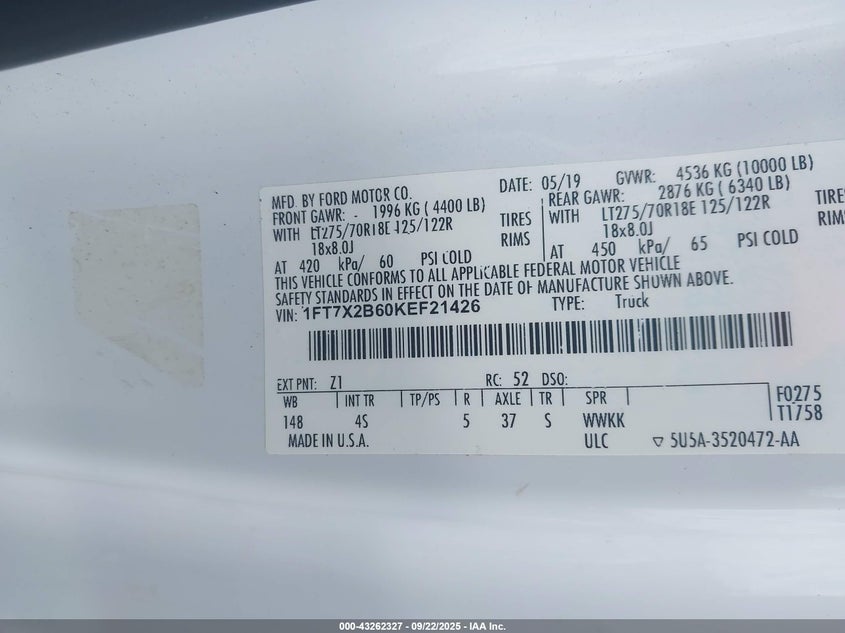 MFD. BY FORD MOTOR CO. DATE: 05/19 GVWR: 4536 KG (10000 LB)
FRONT GAWR: - 1996 KG ( 4400 LB) REAR GAWR: 2876 KG ( 6340 LB)
WITH LT275/70R18E 125/122R TIRES WITH LT275/70R18E 125/122R TIRES
18x8.0J RIMS 18x8.0J RIMS
AT 420 kPa/ 60 PSI COLD AT 450 kPa/ 65 PSI COLD
THIS VEHICLE CONFORMS TO ALL APPLICABLE FEDERAL MOTOR VEHICLE
SAFETY STANDARDS IN EFFECT ON THE DATE OF MANUFACTURE SHOWN ABOVE.
VIN: 1FT7X2B60KEF21426 TYPE: Truck
EXT PNT: Z1 RC: 52 DSO:
WB | INT TR | TP/PS | R | AXLE | TR | SPR | F0275
148 4S 5 37 S WWKK T1758
MADE IN U.S.A. ULC ▽ 5U5A-3520472-AA
000-43262327 - 09/22/2025 - IAA Inc.